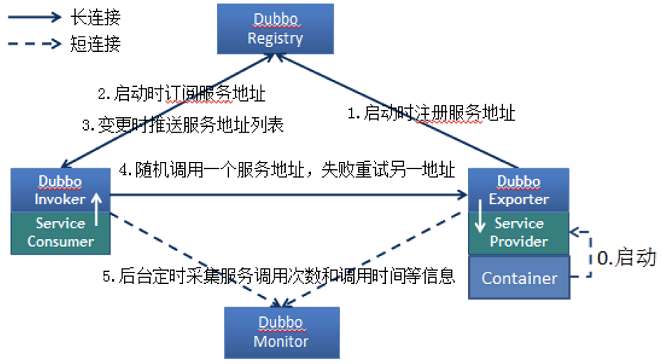 长连接
短连接
Dubbo
Registry
2.启动时订阅服务地址
3.变更时推送服务地址列表
1.启动时注册服务地址
4.随机调用一个服务地址，失败重试另一地址
Dubbo
Invoker
Service
Consumer
Dubbo
Exporter
Service
Provider
Container
0.启动
5.后台定时采集服务调用次数和调用时间等信息
Dubbo
Monitor